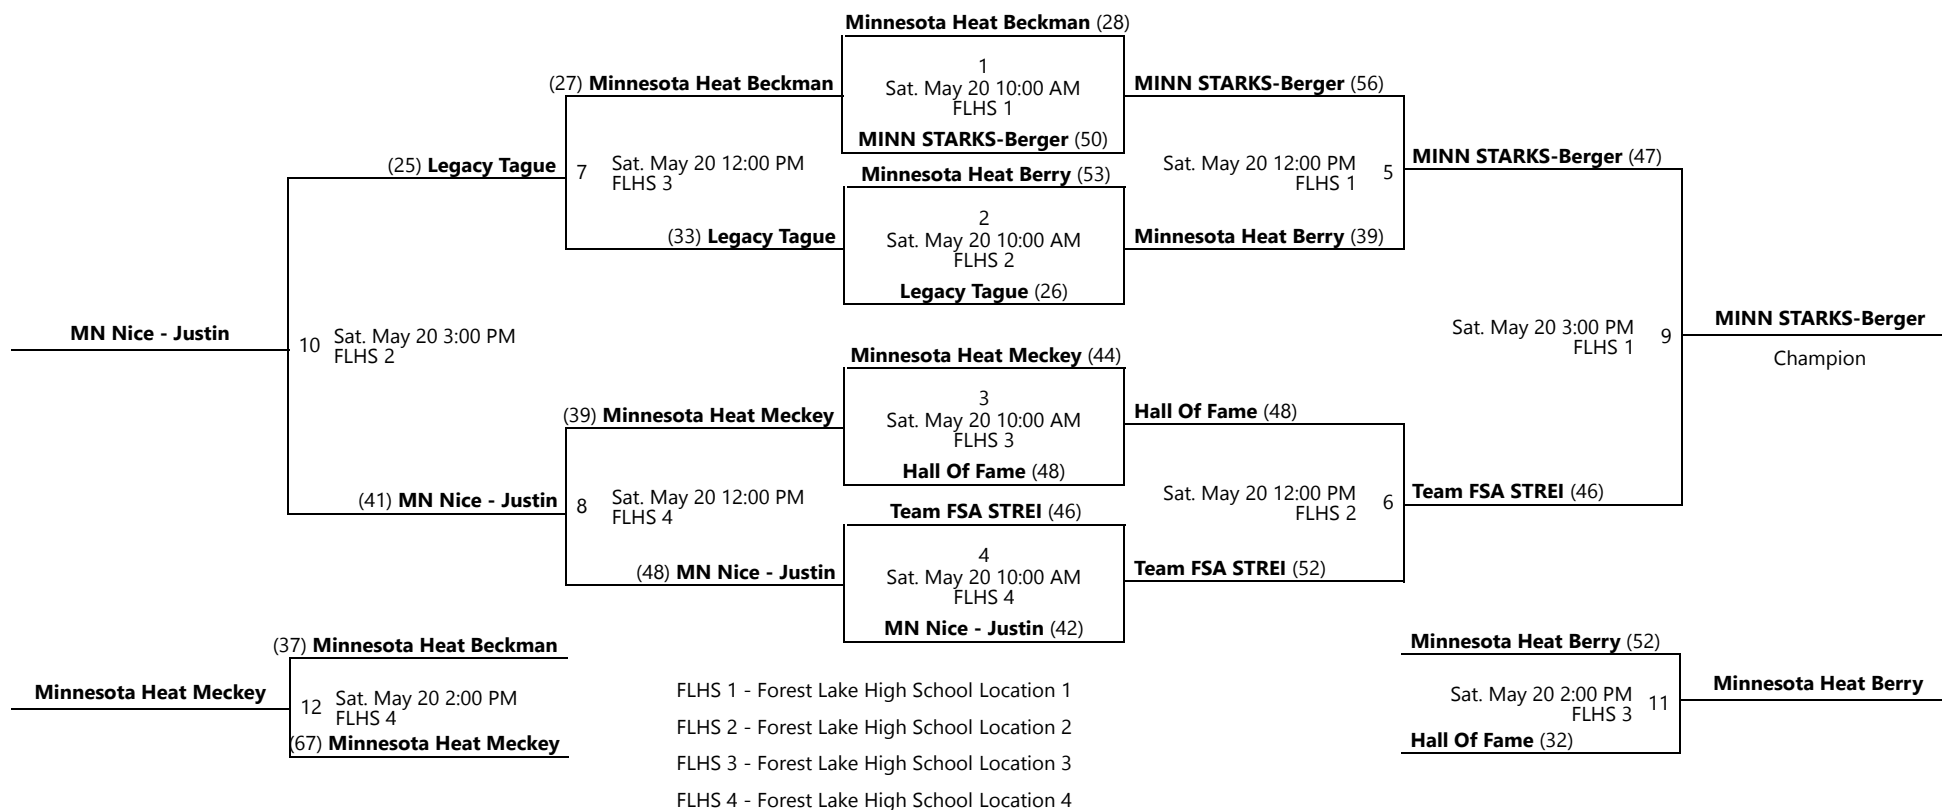 Minnesota Heat Beckman (28)
1
Sat. May 20 10:00 AM
FLHS 1
MINN STARKS-Berger (50)
Minnesota Heat Berry (53)
2
Sat. May 20 10:00 AM
FLHS 2
Legacy Tague (26)
Minnesota Heat Meckey (44)
3
Sat. May 20 10:00 AM
FLHS 3
Hall Of Fame (48)
Team FSA STREI (46)
4
Sat. May 20 10:00 AM
FLHS 4
MN Nice - Justin (42)
(27) Minnesota Heat Beckman
7 Sat. May 20 12:00 PM
FLHS 3
(33) Legacy Tague
(39) Minnesota Heat Meckey
8 Sat. May 20 12:00 PM
FLHS 4
(48) MN Nice - Justin
(25) Legacy Tague
10 Sat. May 20 3:00 PM
FLHS 2
(41) MN Nice - Justin
MN Nice - Justin
MINN STARKS-Berger (56)
Sat. May 20 12:00 PM 5
FLHS 1
Minnesota Heat Berry (39)
Hall Of Fame (48)
Sat. May 20 12:00 PM 6
FLHS 2
Team FSA STREI (52)
MINN STARKS-Berger (47)
Sat. May 20 3:00 PM 9
FLHS 1
Team FSA STREI (46)
MINN STARKS-Berger
Champion
(37) Minnesota Heat Beckman
12 Sat. May 20 2:00 PM
FLHS 4
(67) Minnesota Heat Meckey
Minnesota Heat Meckey
FLHS 1 - Forest Lake High School Location 1
FLHS 2 - Forest Lake High School Location 2
FLHS 3 - Forest Lake High School Location 3
FLHS 4 - Forest Lake High School Location 4
Minnesota Heat Berry (52)
Sat. May 20 2:00 PM 11
FLHS 3
Hall Of Fame (32)
Minnesota Heat Berry